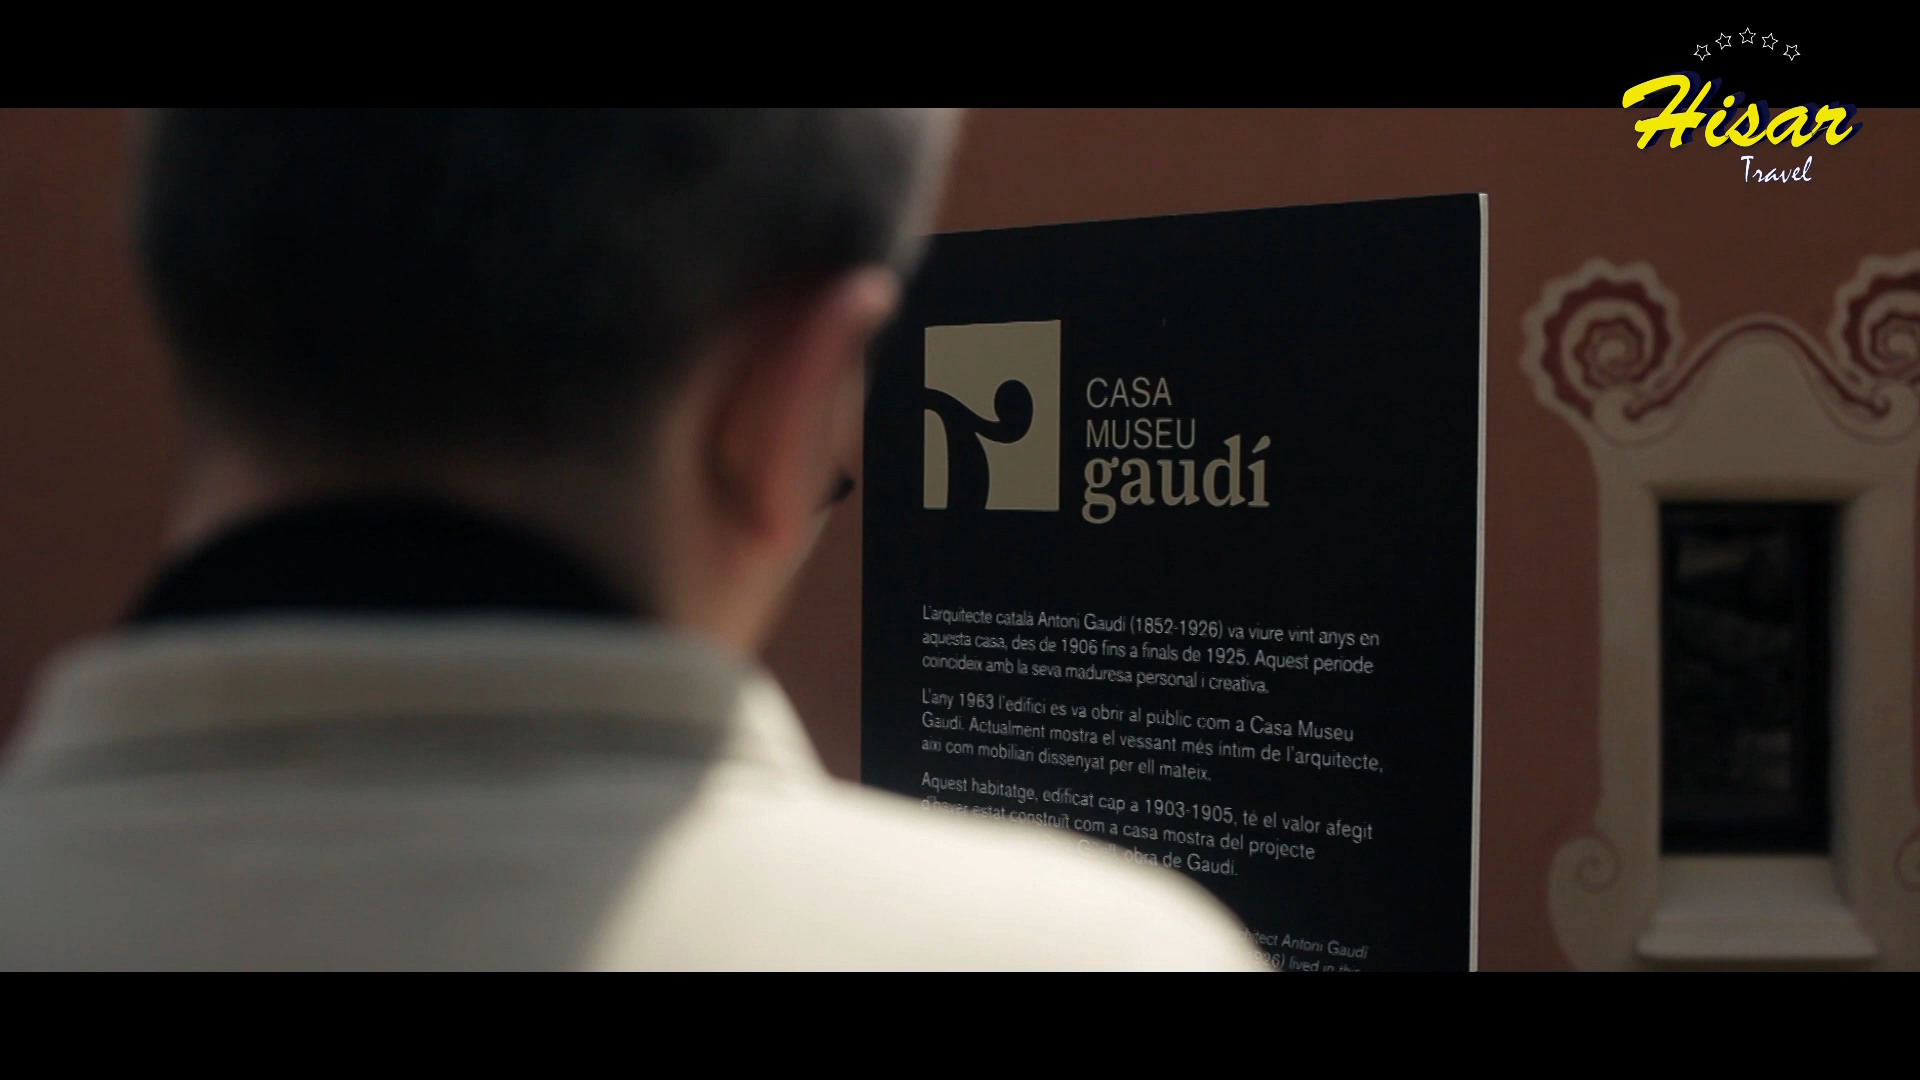 Hisar
Travel
CASA
MUSEU
gaudí
L'arquitecte català Antoni Gaudí (1852-1926) va viure vint anys en
aquesta casa, des de 1906 fins a finals de 1925. Aquest període
coincideix amb la seva maduresa personal i creativa.
L'any 1963 l'edifici es va obrir al públic com a Casa Museu
Gaudí. Actualment mostra el vessant més íntim de l'arquitecte,
així com mobiliari dissenyat per ell mateix.
Aquest habitatge, edificat cap a 1903-1905, té el valor afegit
d'haver estat construït com a casa mostra del projecte
obra de Gaudí.
Antoni Gaudí
lived in